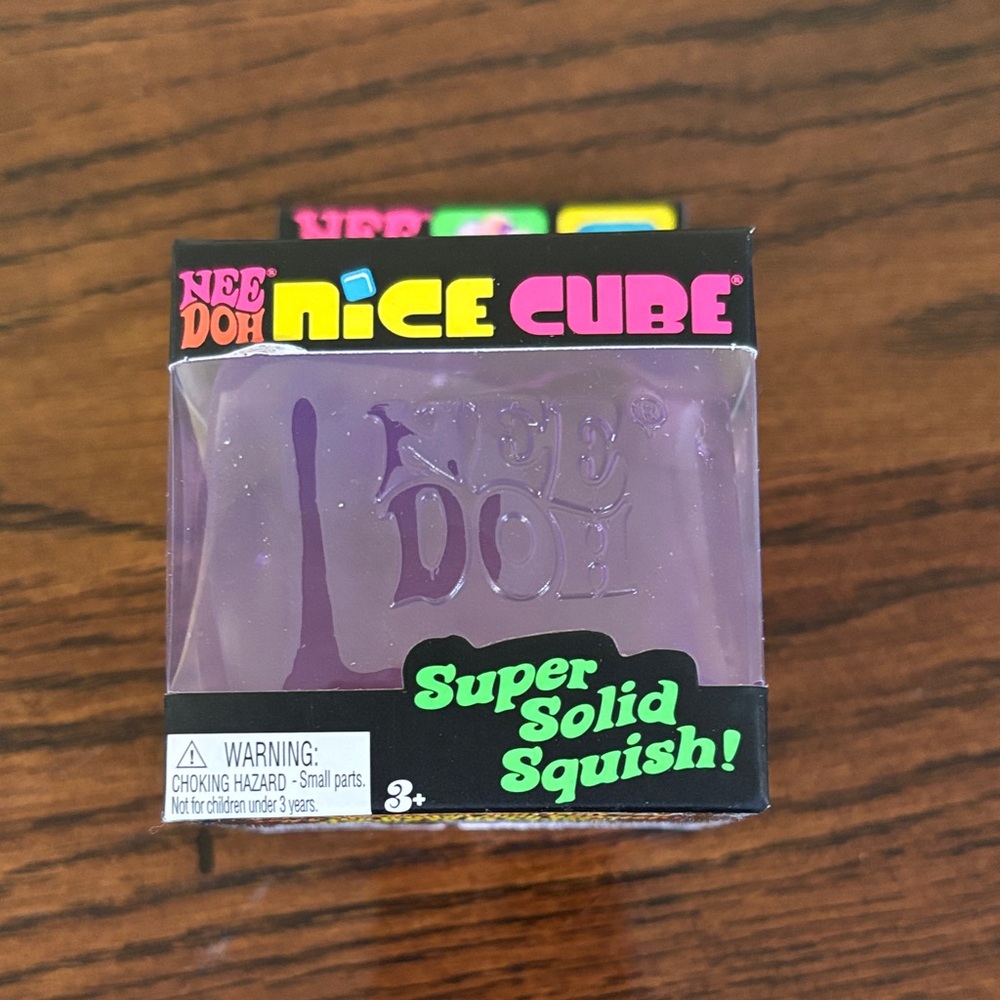 NEE
NEE®
DOH
NiCE CUBE®
NEE®
DOH
Super
Solid
Squish!
⚠ WARNING:
CHOKING HAZARD - Small parts.
Not for children under 3 years.
3+